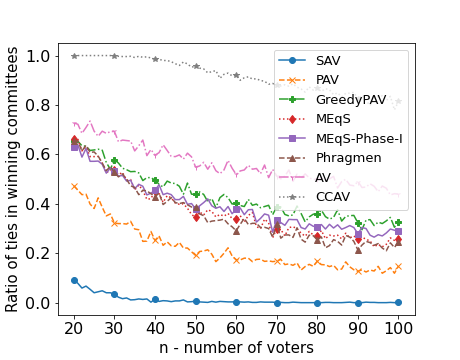 Ratio of ties in winning committees
1.0
0.8
0.6
0.4
0.2
0.0
SAV
PAV
GreedyPAV
MEqS
MEqS-Phase-I
Phragmen
AV
CCAV
20 30 40 50 60 70 80 90 100
n - number of voters